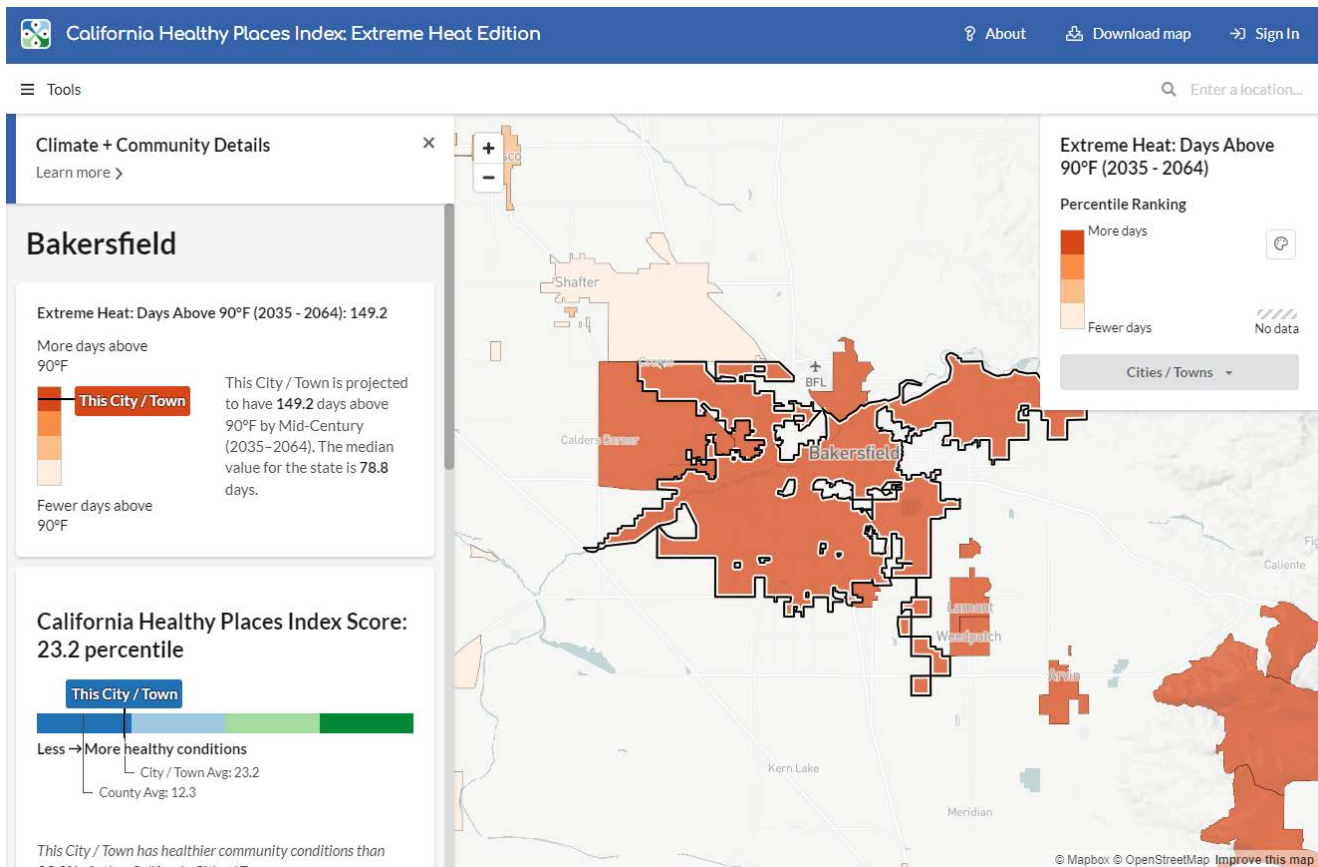 California Healthy Places Index: Extreme Heat Edition
About
Download map
Sign In
Tools
Enter a location...
Climate + Community Details
Learn more
Bakersfield
Extreme Heat: Days Above 90°F (2035 - 2064): 149.2
More days above
90°F
This City / Town
Fewer days above
90°F
This City / Town is projected
to have 149.2 days above
90°F by Mid-Century
(2035–2064). The median
value for the state is 78.8
days.
California Healthy Places Index Score:
23.2 percentile
This City / Town
Less → More healthy conditions
City / Town Avg: 23.2
County Avg: 12.3
This City / Town has healthier community conditions than
+
−
Shafter
BFL
Calders Corner
Bakersfield
Lamont
Weedpatch
Arvin
Caliente
Kern Lake
Meridian
Extreme Heat: Days Above
90°F (2035 - 2064)
Percentile Ranking
More days
Fewer days
No data
Cities / Towns
© Mapbox © OpenStreetMap Improve this map